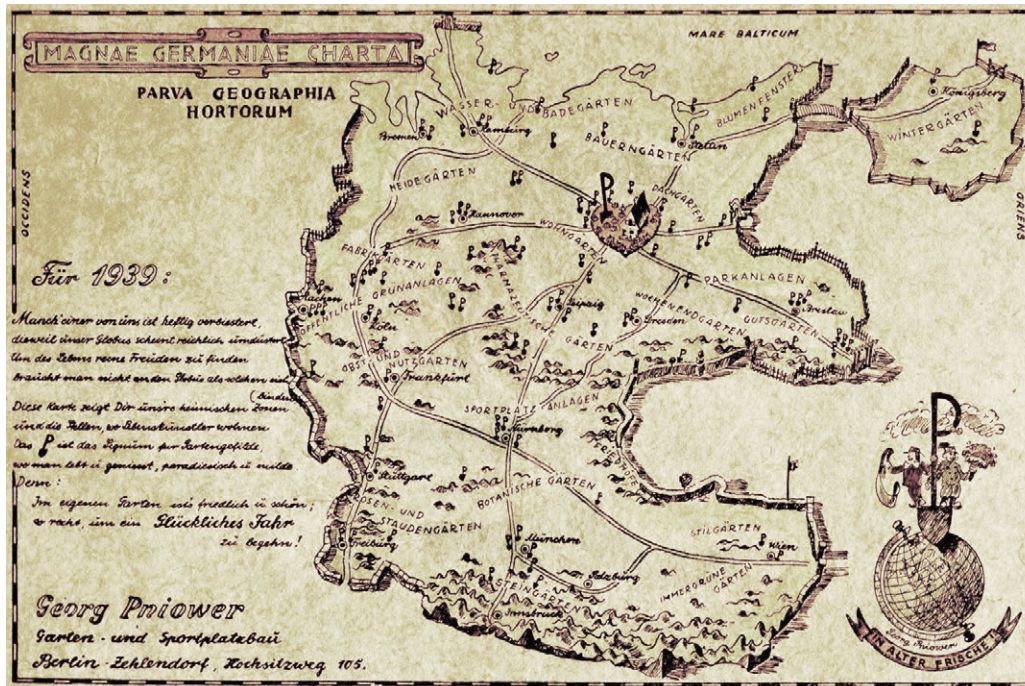 MAGNAE GERMANIAE CHARTA
PARVA GEOGRAPHIA
HORTORUM
MARE BALTICUM
OCCIDENS
ORIENS
Königsberg
WINTERGÄRTEN
BLUMENFENSTER
WASSER- UND BADEGÄRTEN
Bremen
Hamburg
BAUERNGÄRTEN
Stettin
HEIDEGÄRTEN
DACHGÄRTEN
Hannover
WOHNGÄRTEN
FABRIKGÄRTEN
PHARMAZEUTISCHE GÄRTEN
PARKANLAGEN
Aachen
ÖFFENTLICHE GRÜNANLAGEN
Köln
Leipzig
Dresden
WOCHENENDGÄRTEN
GUTSGÄRTEN
Breslau
OBST- UND
NUTZGÄRTEN
Frankfurt
SPORTPLATZANLAGEN
Nürnberg
FRIEDHÖFE
Stuttgart
BOTANISCHE GÄRTEN
ROSEN- UND
STAUDENGÄRTEN
Freiburg
München
STILGÄRTEN
Wien
Salzburg
IMMERGRÜNE
GÄRTEN
STEINGÄRTEN
Innsbruck
Für 1939:
Manch'einer von uns ist heftig verbiestert,
dieweil unser Globus scheint reichlich umdüstert
Um des Lebens reine Freuden zu finden
braucht man nicht an den Globus als solchen sich
(binden
Diese Karte zeigt Dir unsre heimischen Zonen
und die Stellen, wo Lebenskünstler wohnen
Das P ist das Signum für Gartengefilde,
wo man lebt u geniesst, paradiesisch u milde
Denn:
Im eigenen Garten ists friedlich u schön;
er reicht, um ein Glückliches Jahr
zu begehn!
Georg Pniower
Garten- und Sportplatzbau
Berlin-Zehlendorf, Hochsitzweg 105.
P
Georg Pniower
IN ALTER FRISCHE!